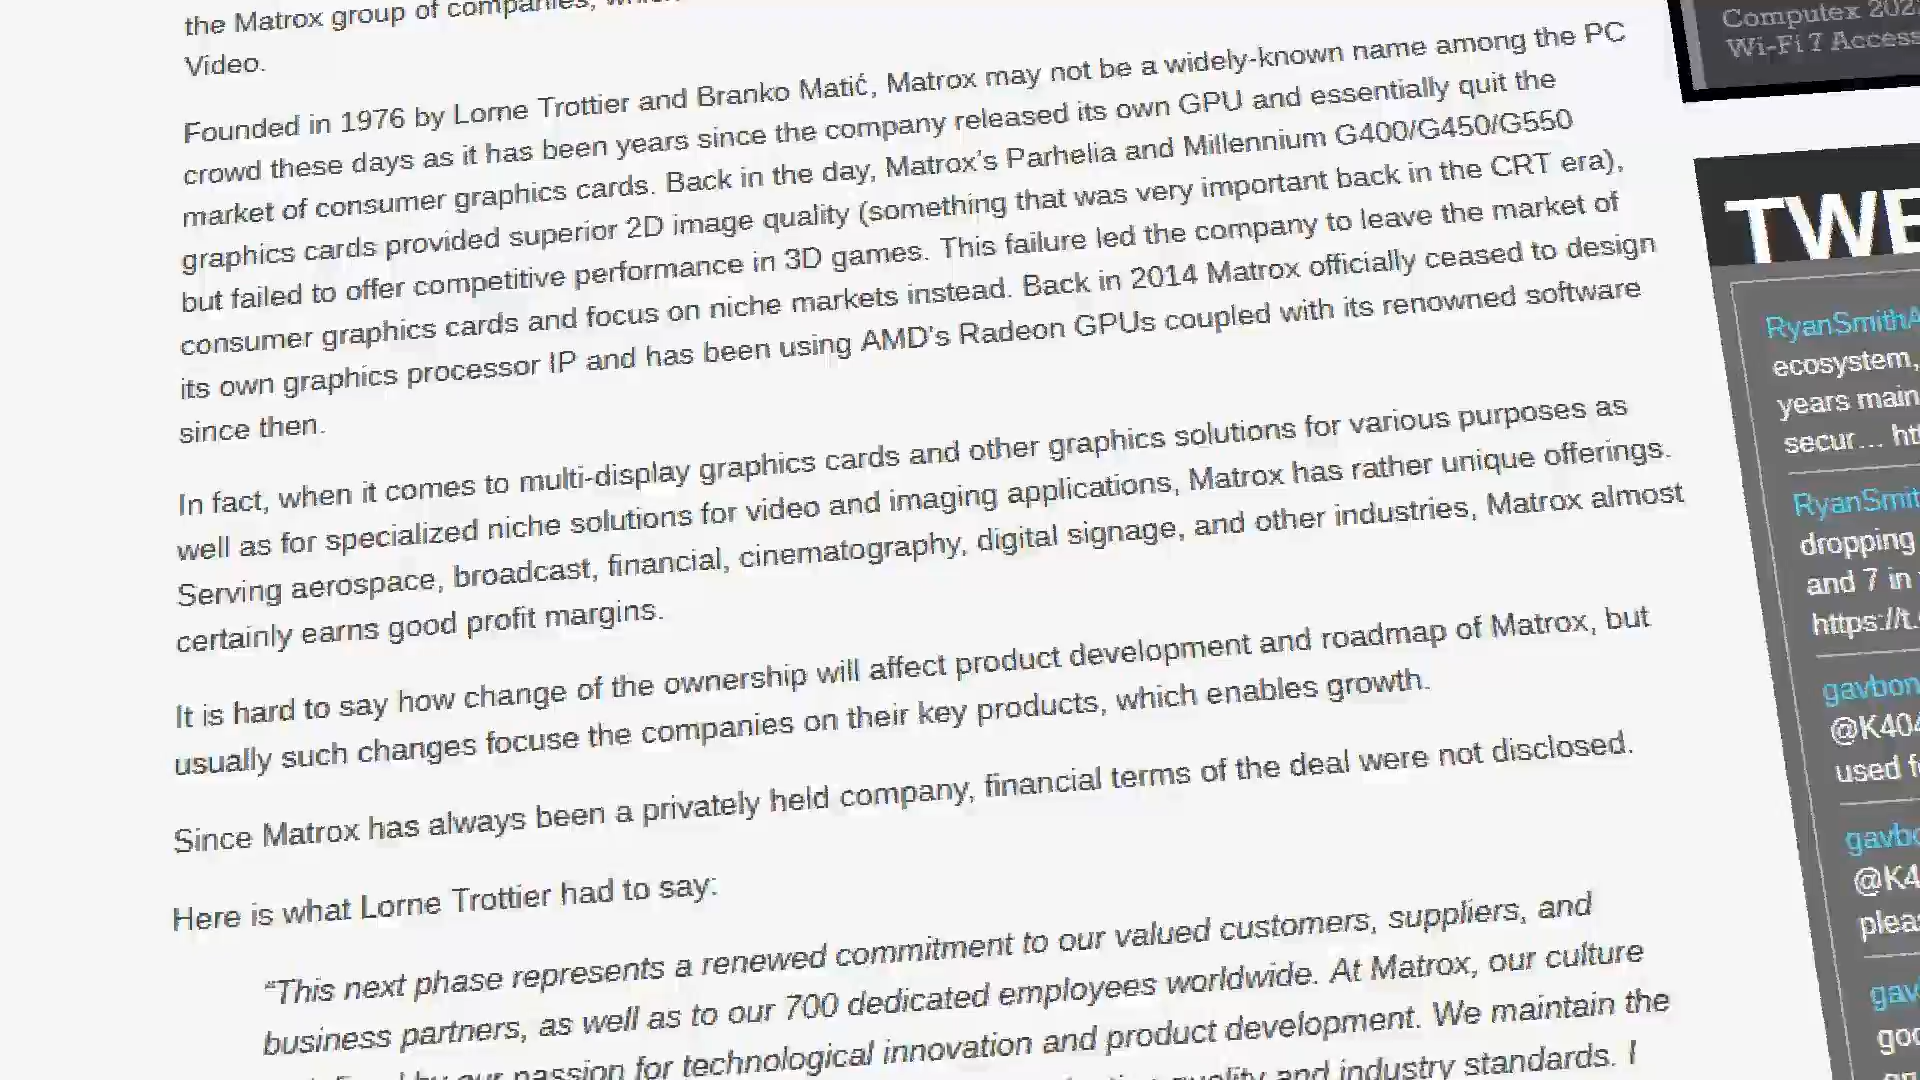 the Matrox group of companies,
Video.
Founded in 1976 by Lorne Trottier and Branko Matić, Matrox may not be a widely-known name among the PC
crowd these days as it has been years since the company released its own GPU and essentially quit the
market of consumer graphics cards. Back in the day, Matrox's Parhelia and Millennium G400/G450/G550
graphics cards provided superior 2D image quality (something that was very important back in the CRT era),
but failed to offer competitive performance in 3D games. This failure led the company to leave the market of
consumer graphics cards and focus on niche markets instead. Back in 2014 Matrox officially ceased to design
its own graphics processor IP and has been using AMD's Radeon GPUs coupled with its renowned software
since then.
In fact, when it comes to multi-display graphics cards and other graphics solutions for various purposes as
well as for specialized niche solutions for video and imaging applications, Matrox has rather unique offerings.
Serving aerospace, broadcast, financial, cinematography, digital signage, and other industries, Matrox almost
certainly earns good profit margins.
It is hard to say how change of the ownership will affect product development and roadmap of Matrox, but
usually such changes focuse the companies on their key products, which enables growth.
Since Matrox has always been a privately held company, financial terms of the deal were not disclosed.
Here is what Lorne Trottier had to say:
“This next phase represents a renewed commitment to our valued customers, suppliers, and
business partners, as well as to our 700 dedicated employees worldwide. At Matrox, our culture
by our passion for technological innovation and product development. We maintain the
quality and industry standards. I
Computex
Wi-Fi 7 Access
TWE
RyanSmithA
ecosystem,
years main
secur... ht
RyanSmit
dropping
and 7 in
https://t.
gavbon
@K404
used f
gavbo
@K4
plea
gav
goo